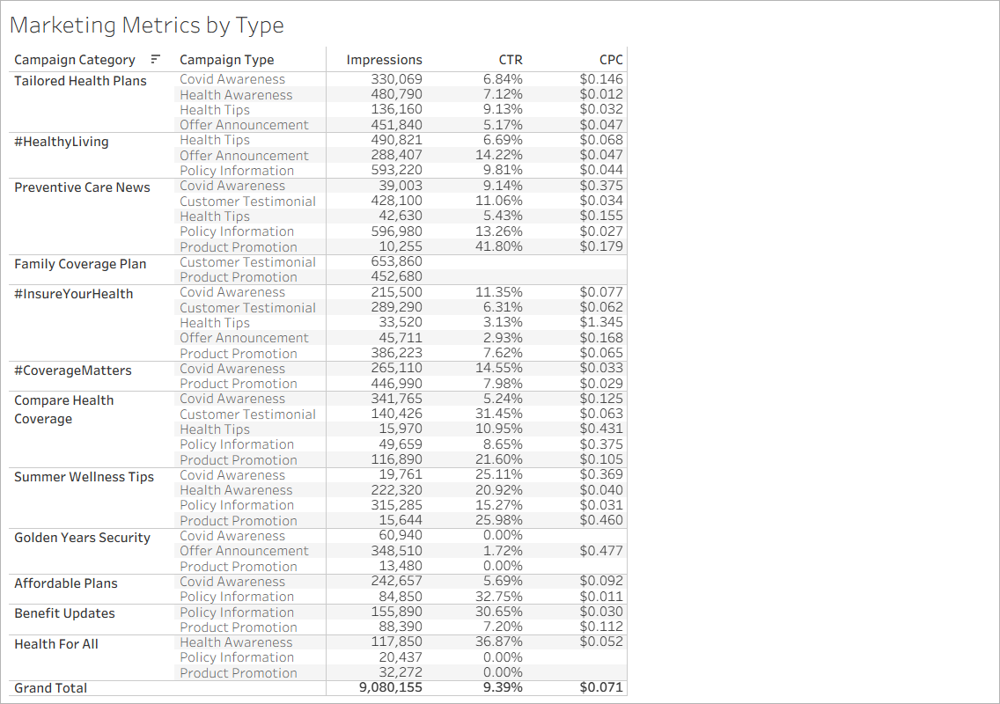 Marketing Metrics by Type
Campaign Category Campaign Type Impressions CTR CPC
Tailored Health Plans Covid Awareness 330,069 6.84% $0.146
Health Awareness 480,790 7.12% $0.012
Health Tips 136,160 9.13% $0.032
Offer Announcement 451,840 5.17% $0.047
#HealthyLiving Health Tips 490,821 6.69% $0.068
Offer Announcement 288,407 14.22% $0.047
Policy Information 593,220 9.81% $0.044
Preventive Care News Covid Awareness 39,003 9.14% $0.375
Customer Testimonial 428,100 11.06% $0.034
Health Tips 42,630 5.43% $0.155
Policy Information 596,980 13.26% $0.027
Product Promotion 10,255 41.80% $0.179
Family Coverage Plan Customer Testimonial 653,860
Product Promotion 452,680
#InsureYourHealth Covid Awareness 215,500 11.35% $0.077
Customer Testimonial 289,290 6.31% $0.062
Health Tips 33,520 3.13% $1.345
Offer Announcement 45,711 2.93% $0.168
Product Promotion 386,223 7.62% $0.065
#CoverageMatters Covid Awareness 265,110 14.55% $0.033
Product Promotion 446,990 7.98% $0.029
Compare Health Covid Awareness 341,765 5.24% $0.125
Coverage Customer Testimonial 140,426 31.45% $0.063
Health Tips 15,970 10.95% $0.431
Policy Information 49,659 8.65% $0.375
Product Promotion 116,890 21.60% $0.105
Summer Wellness Tips Covid Awareness 19,761 25.11% $0.369
Health Awareness 222,320 20.92% $0.040
Policy Information 315,285 15.27% $0.031
Product Promotion 15,644 25.98% $0.460
Golden Years Security Covid Awareness 60,940 0.00%
Offer Announcement 348,510 1.72% $0.477
Product Promotion 13,480 0.00%
Affordable Plans Covid Awareness 242,657 5.69% $0.092
Policy Information 84,850 32.75% $0.011
Benefit Updates Policy Information 155,890 30.65% $0.030
Product Promotion 88,390 7.20% $0.112
Health For All Health Awareness 117,850 36.87% $0.052
Policy Information 20,437 0.00%
Product Promotion 32,272 0.00%
Grand Total 9,080,155 9.39% $0.071